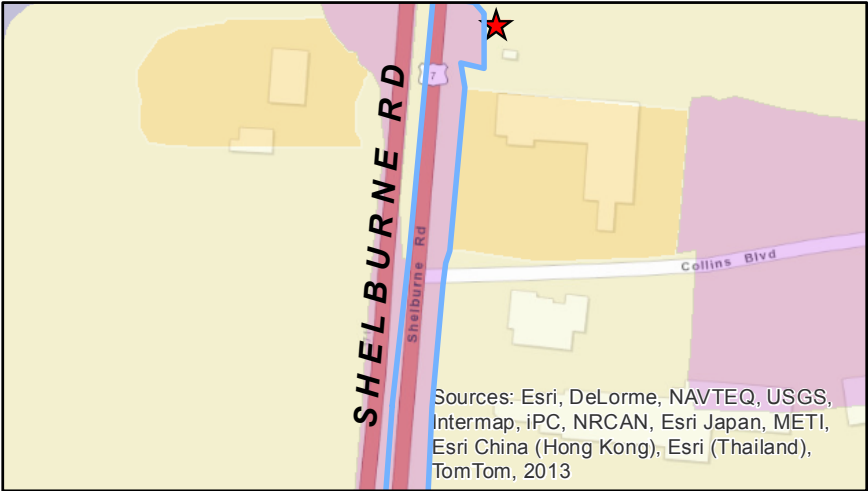 7
SHELBURNE RD
Shelburne Rd
Collins Blvd
Sources: Esri, DeLorme, NAVTEQ, USGS,
Intermap, iPC, NRCAN, Esri Japan, METI,
Esri China (Hong Kong), Esri (Thailand),
TomTom, 2013